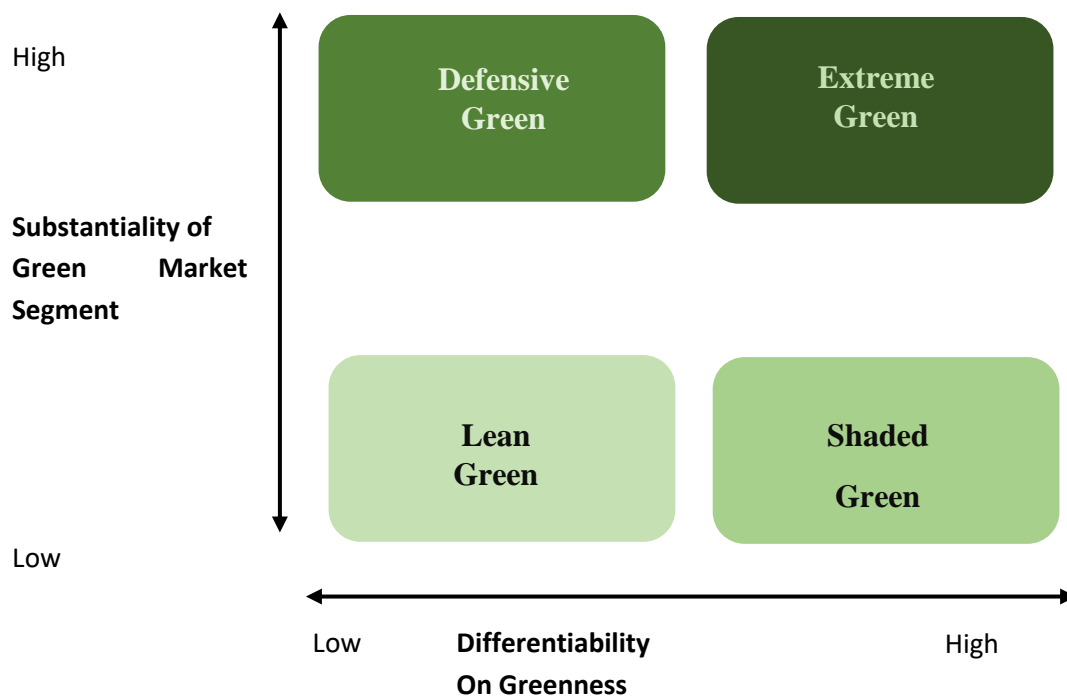 High
Defensive
Green
Extreme
Green
Substantiality of
Green Market
Segment
Lean
Green
Shaded
Green
Low
Low
Differentiability
On Greenness
High